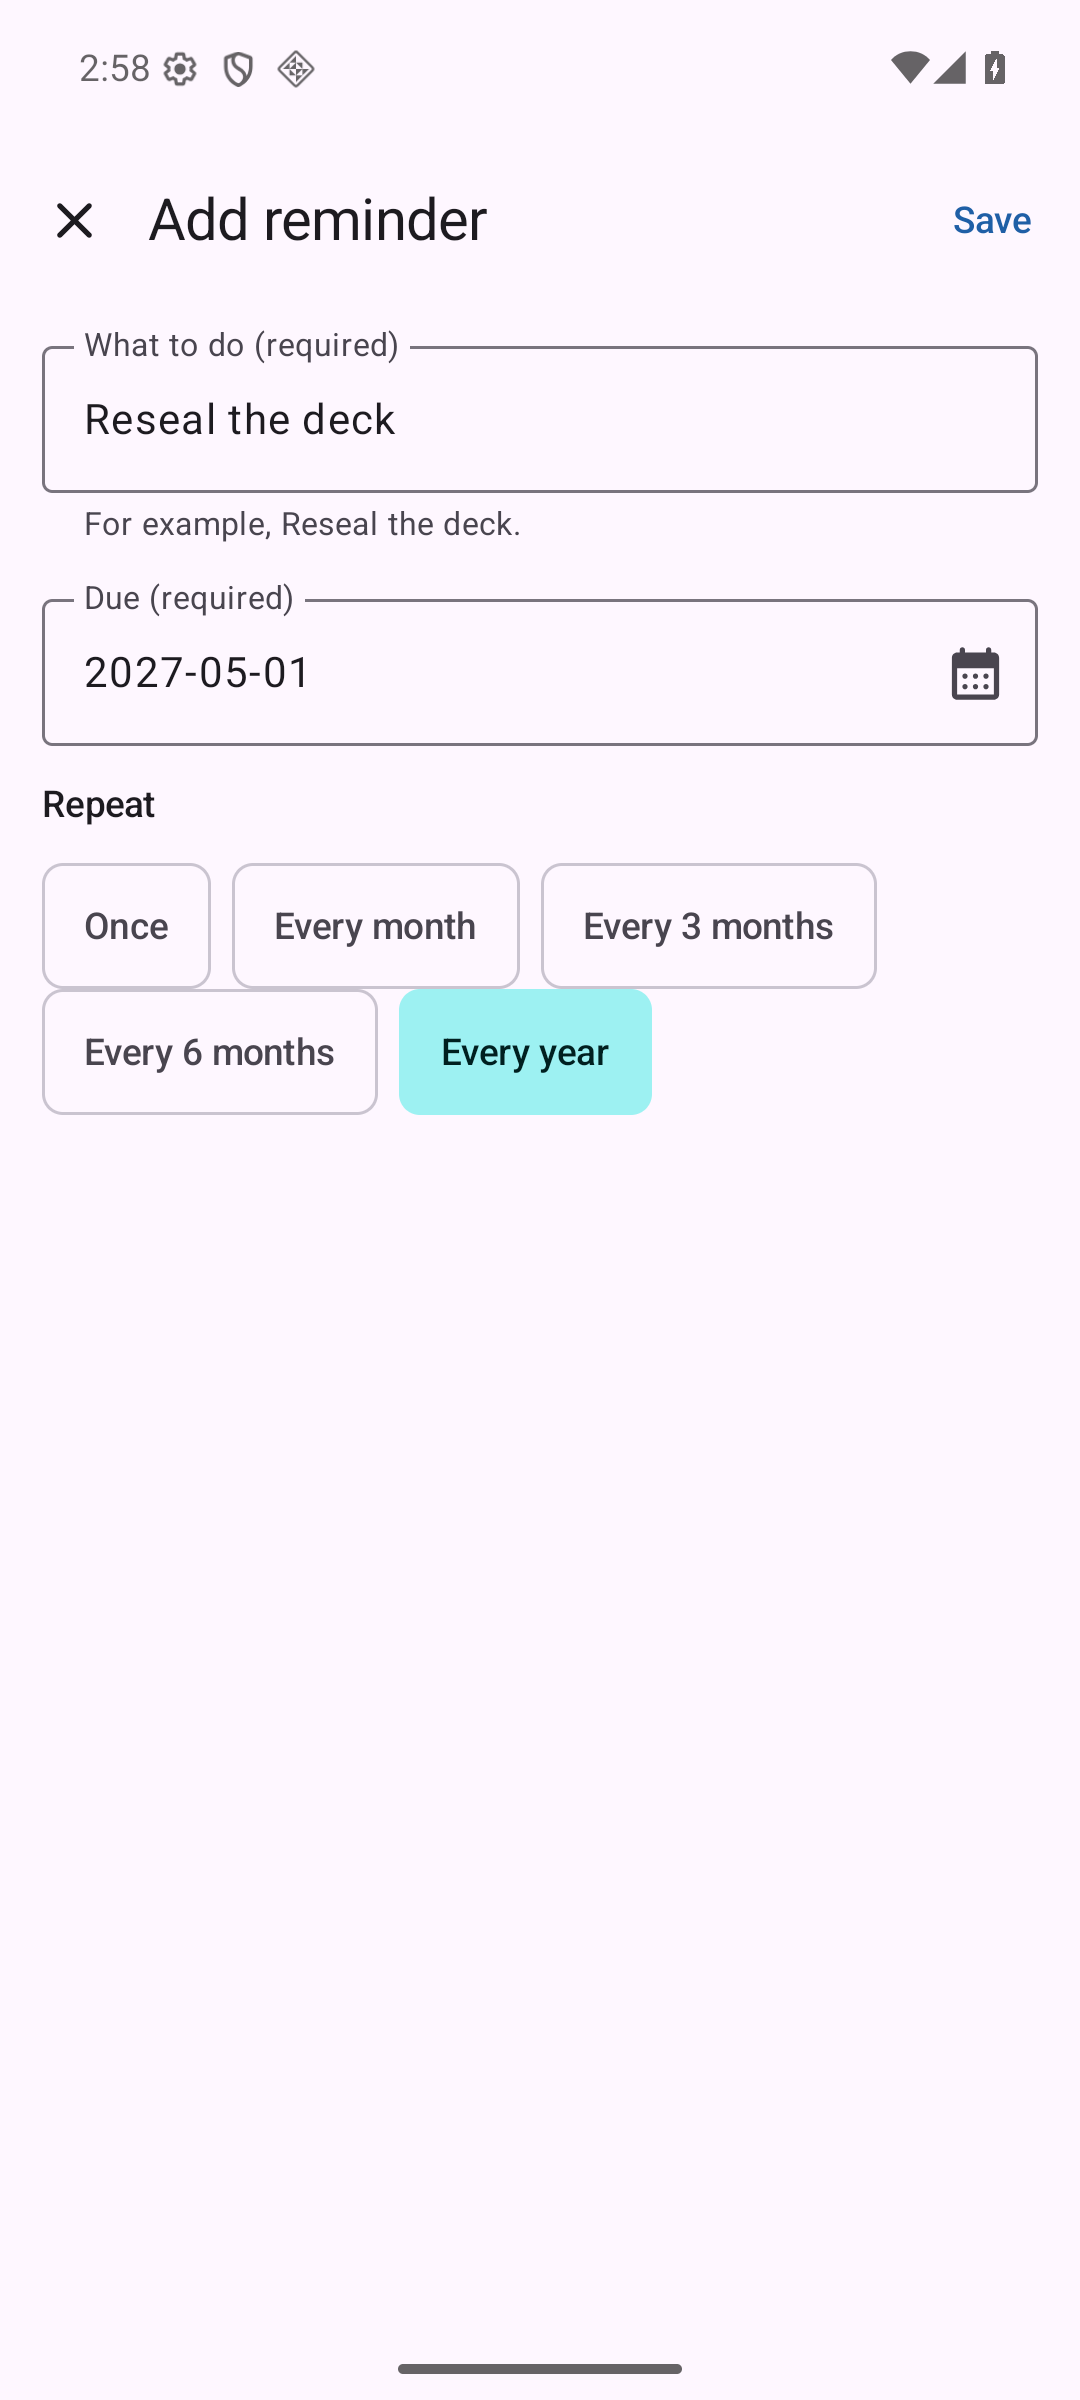 2:58
Add reminder
Save
What to do (required)
Reseal the deck
For example, Reseal the deck.
Due (required)
2027-05-01
Repeat
Once
Every month
Every 3 months
Every 6 months
Every year